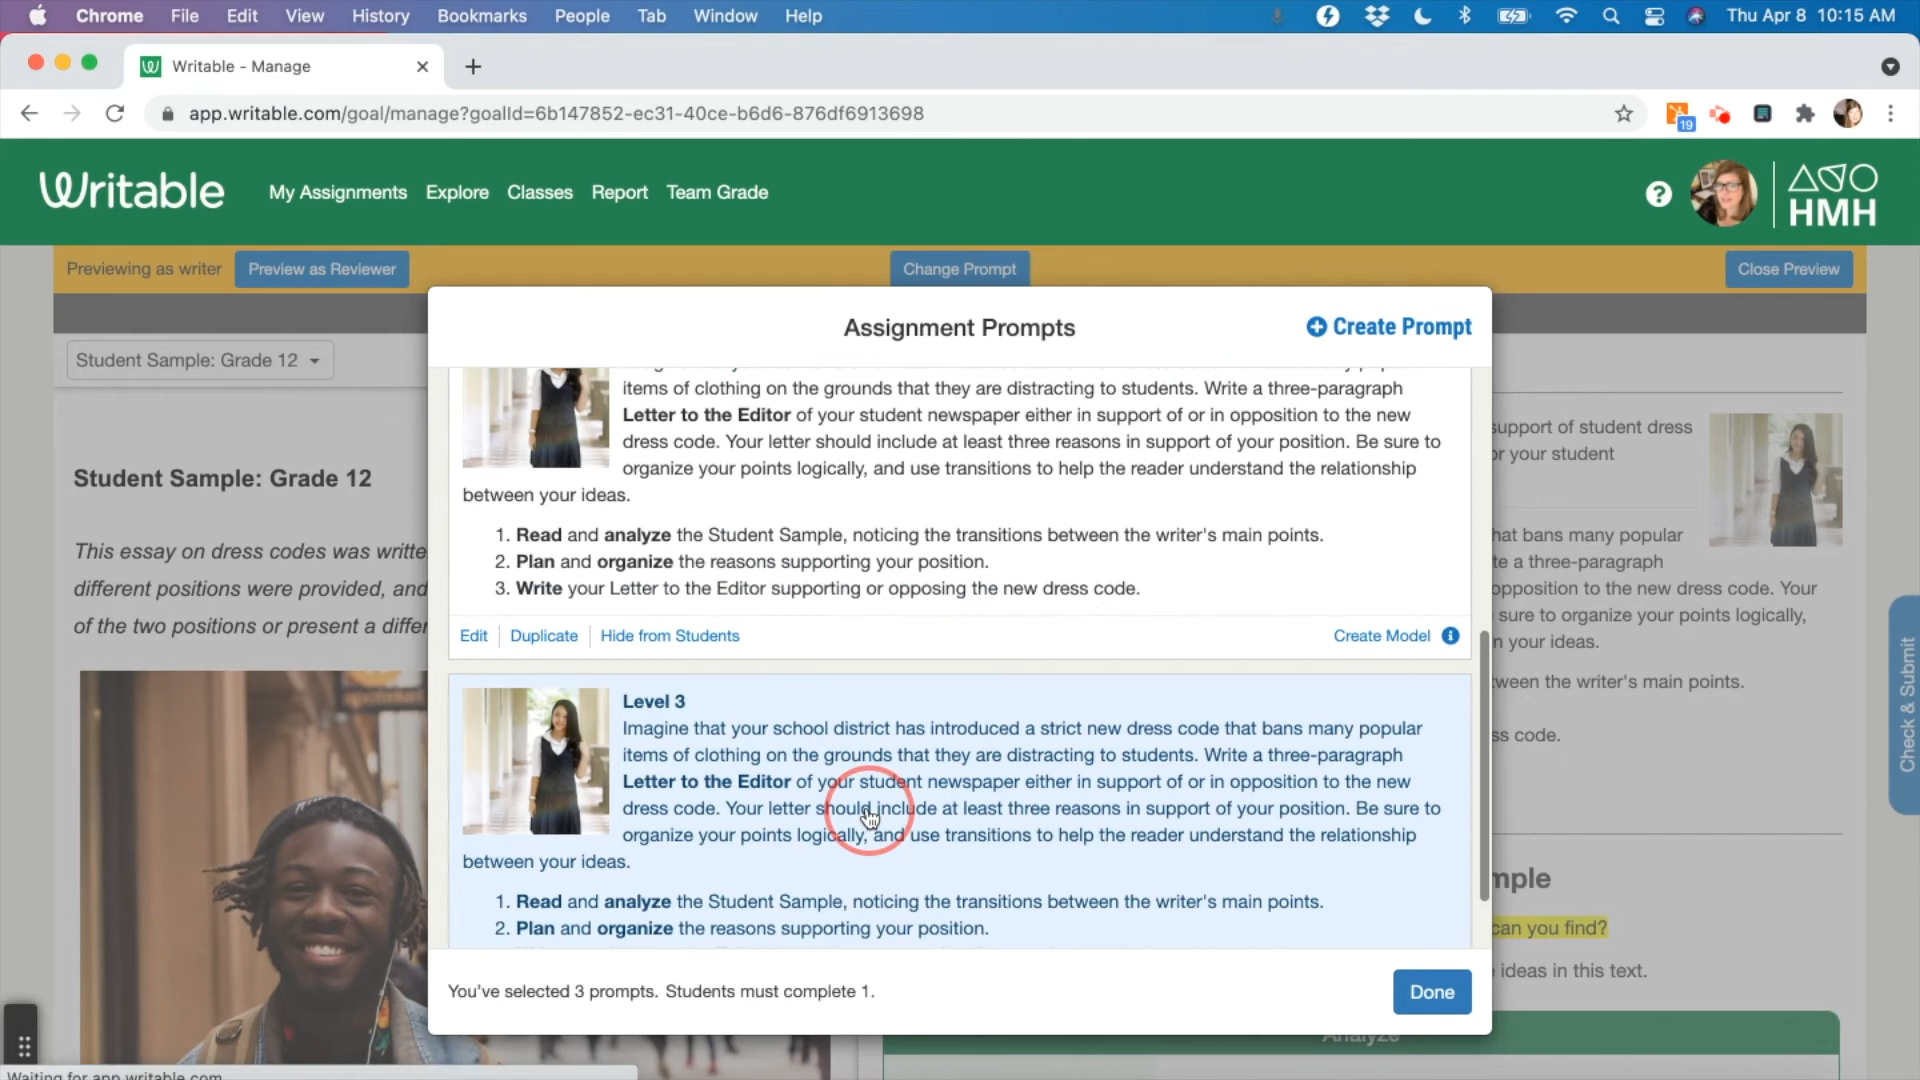 Chrome File Edit View History Bookmarks People Tab Window Help Thu Apr 8 10:15 AM
Writable - Manage
app.writable.com/goal/manage?goalId=6b147852-ec31-40ce-b6d6-876df6913698
19
Writable My Assignments Explore Classes Report Team Grade ? HMH
Previewing as writer Preview as Reviewer Change Prompt Close Preview
Assignment Prompts Create Prompt
Student Sample: Grade 12
items of clothing on the grounds that they are distracting to students. Write a three-paragraph
Letter to the Editor of your student newspaper either in support of or in opposition to the new
dress code. Your letter should include at least three reasons in support of your position. Be sure to
organize your points logically, and use transitions to help the reader understand the relationship
between your ideas.
1. Read and analyze the Student Sample, noticing the transitions between the writer's main points.
2. Plan and organize the reasons supporting your position.
3. Write your Letter to the Editor supporting or opposing the new dress code.
Edit Duplicate Hide from Students Create Model
Level 3
Imagine that your school district has introduced a strict new dress code that bans many popular
items of clothing on the grounds that they are distracting to students. Write a three-paragraph
Letter to the Editor of your student newspaper either in support of or in opposition to the new
dress code. Your letter should include at least three reasons in support of your position. Be sure to
organize your points logically, and use transitions to help the reader understand the relationship
between your ideas.
1. Read and analyze the Student Sample, noticing the transitions between the writer's main points.
2. Plan and organize the reasons supporting your position.
You've selected 3 prompts. Students must complete 1.
Done
Student Sample: Grade 12
This essay on dress codes was writte
different positions were provided, and
of the two positions or present a differ
support of student dress
or your student
hat bans many popular
te a three-paragraph
opposition to the new dress code. Your
sure to organize your points logically,
n your ideas.
ween the writer's main points.
ss code.
Check & Submit
mple
can you find?
ideas in this text.
Analyze
Waiting for app.writable.com